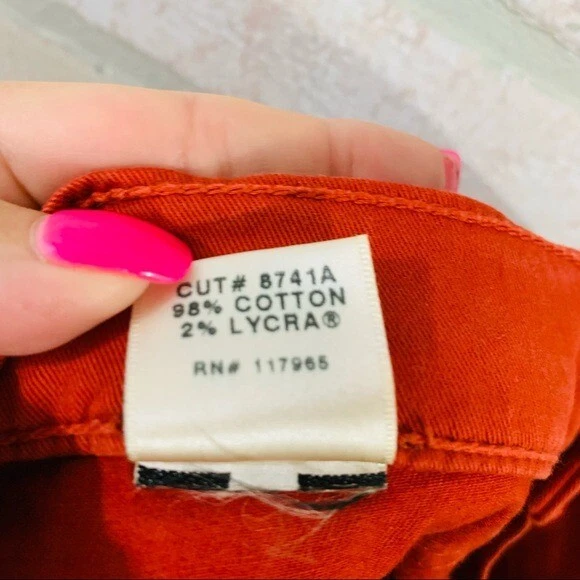 CUT# 8741A
98% COTTON
2% LYCRA®
RN# 117965